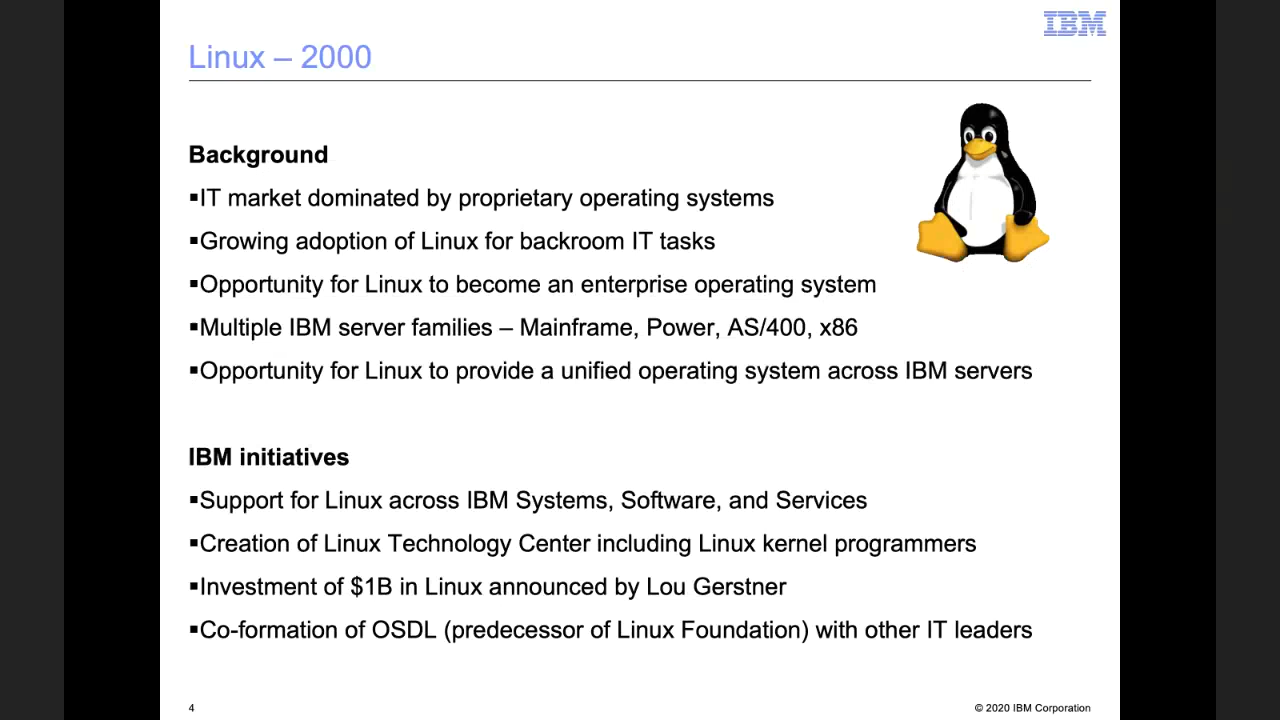 IBM
Linux – 2000
Background
▪IT market dominated by proprietary operating systems
▪Growing adoption of Linux for backroom IT tasks
▪Opportunity for Linux to become an enterprise operating system
▪Multiple IBM server families – Mainframe, Power, AS/400, x86
▪Opportunity for Linux to provide a unified operating system across IBM servers
IBM initiatives
▪Support for Linux across IBM Systems, Software, and Services
▪Creation of Linux Technology Center including Linux kernel programmers
▪Investment of $1B in Linux announced by Lou Gerstner
▪Co-formation of OSDL (predecessor of Linux Foundation) with other IT leaders
4
© 2020 IBM Corporation